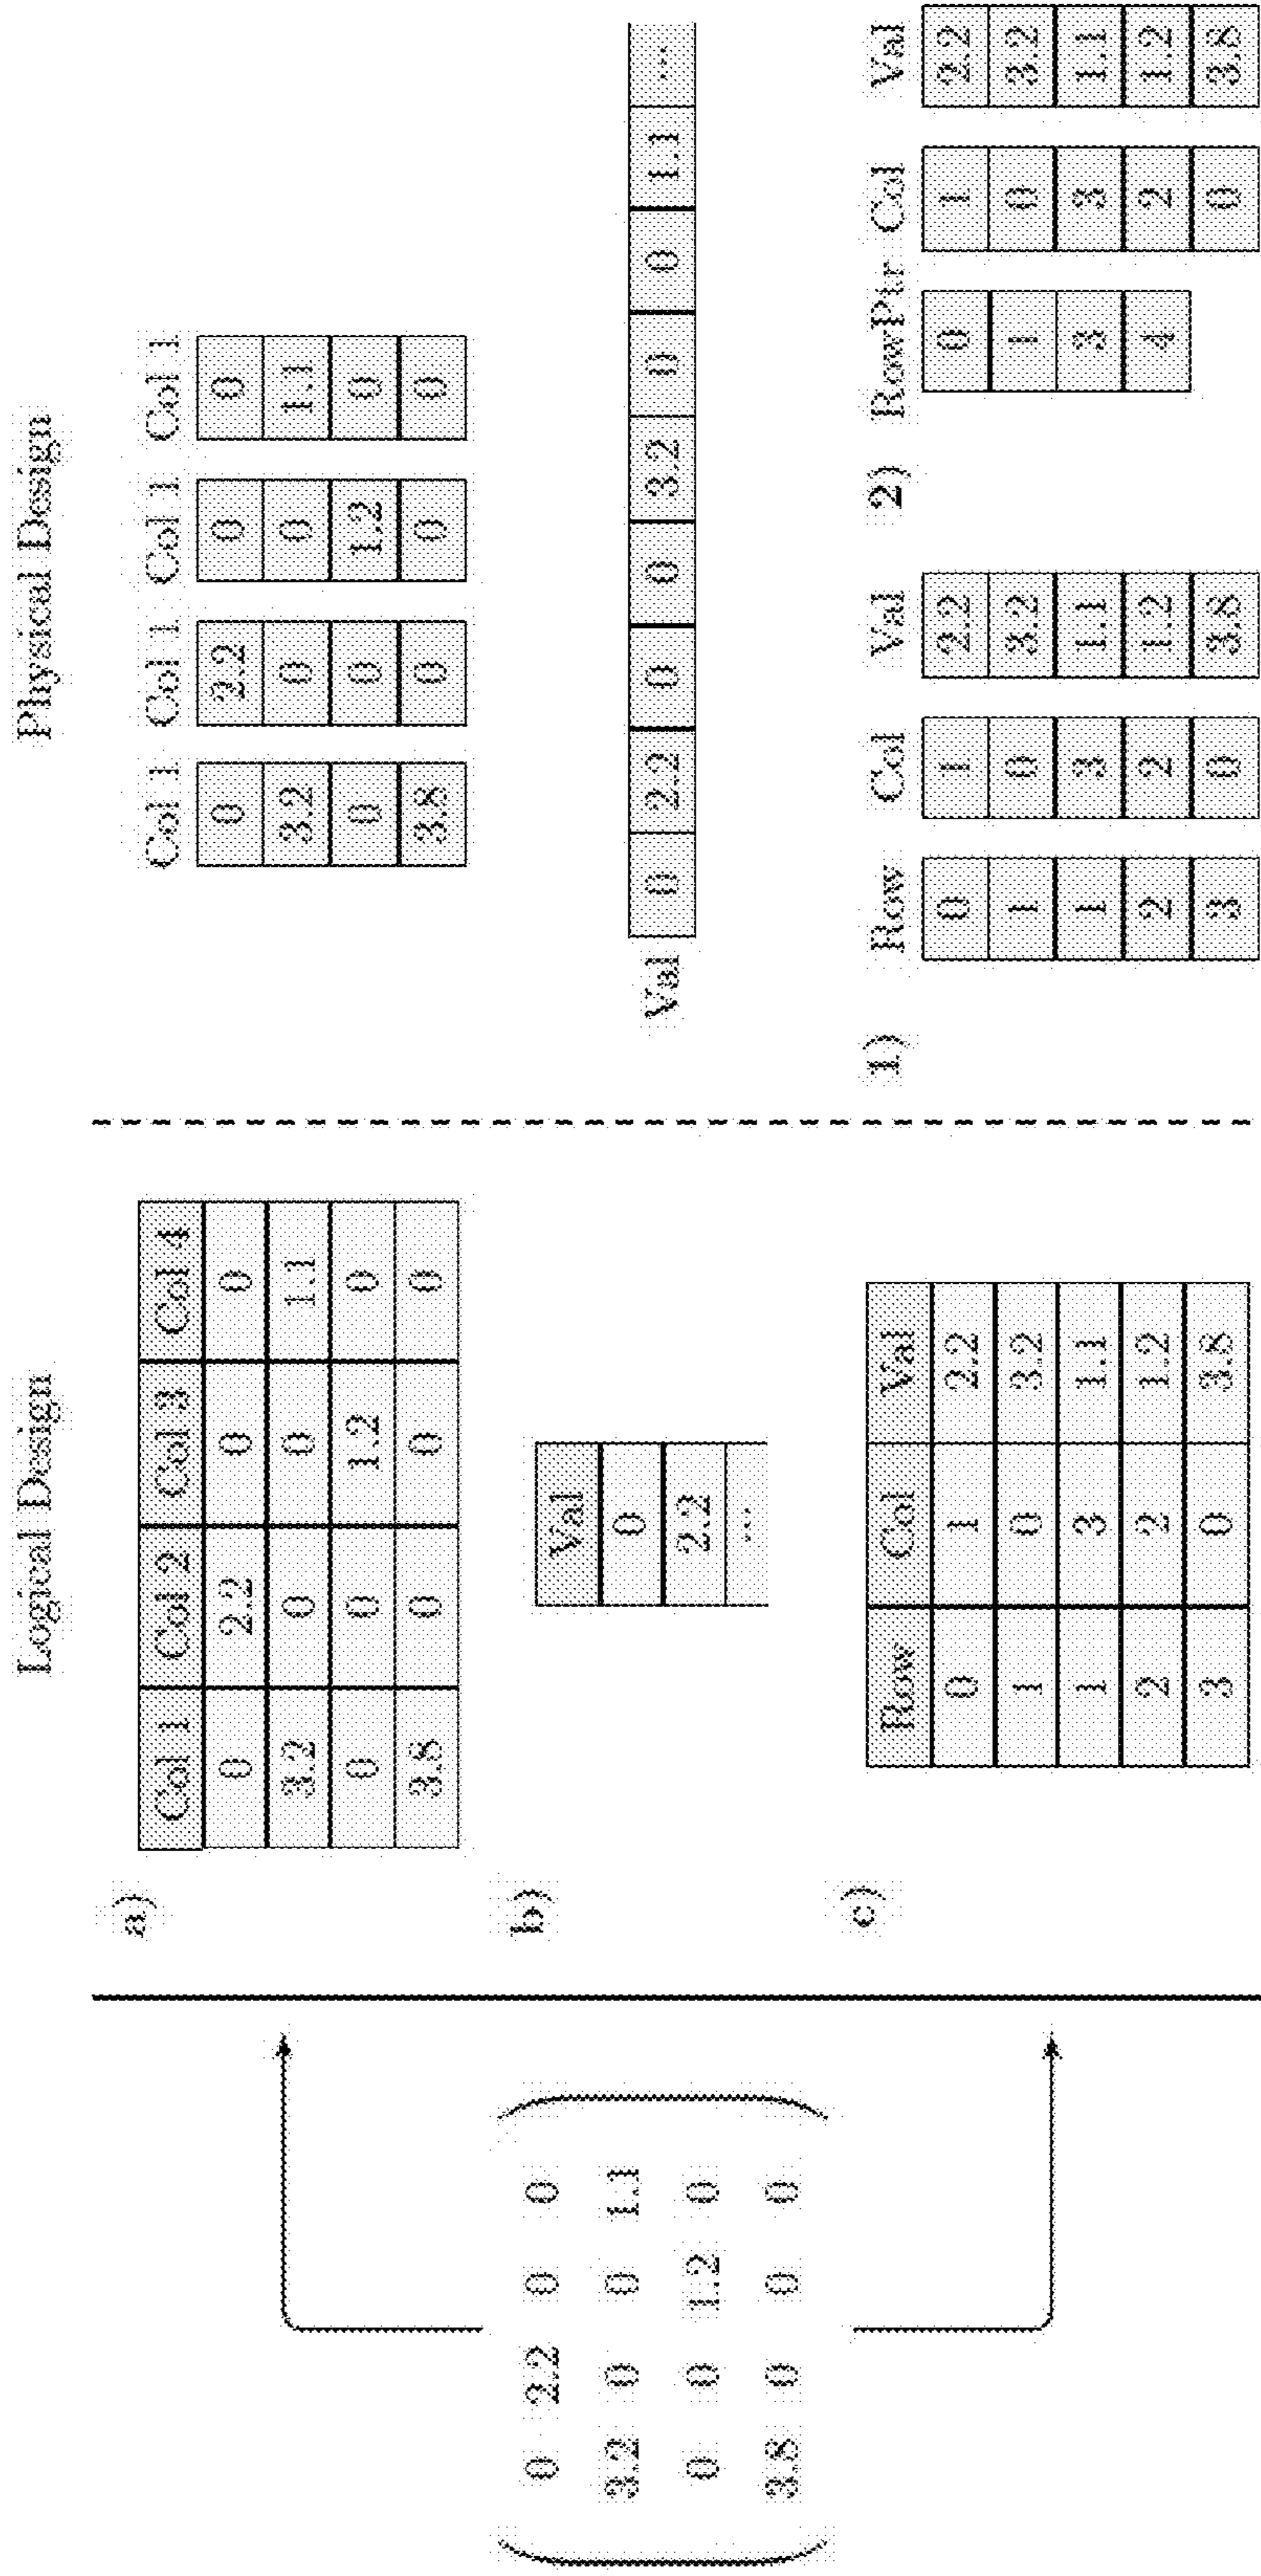 Logical Design
Physical Design
0 2.2 0 0
3.2 0 0 1.1
0 0 1.2 0
3.8 0 0 0
a)
Col 1 Col 2 Col 3 Col 4
0 2.2 0 0
3.2 0 0 1.1
0 0 1.2 0
3.8 0 0 0
Col 1 Col 1 Col 1 Col 1
0 2.2 0 0
3.2 0 0 1.1
0 0 1.2 0
3.8 0 0 0
b)
Val
0
2.2
...
Val 0 2.2 0 0 3.2 0 0 1.1 ...
c)
Row Col Val
0 1 2.2
1 0 3.2
1 3 1.1
2 2 1.2
3 0 3.8
1)
Row Col Val
0 1 2.2
1 0 3.2
1 3 1.1
2 2 1.2
3 0 3.8
2)
RowPtr Col Val
0 1 2.2
1 0 3.2
3 3 1.1
4 2 1.2
0 3.8